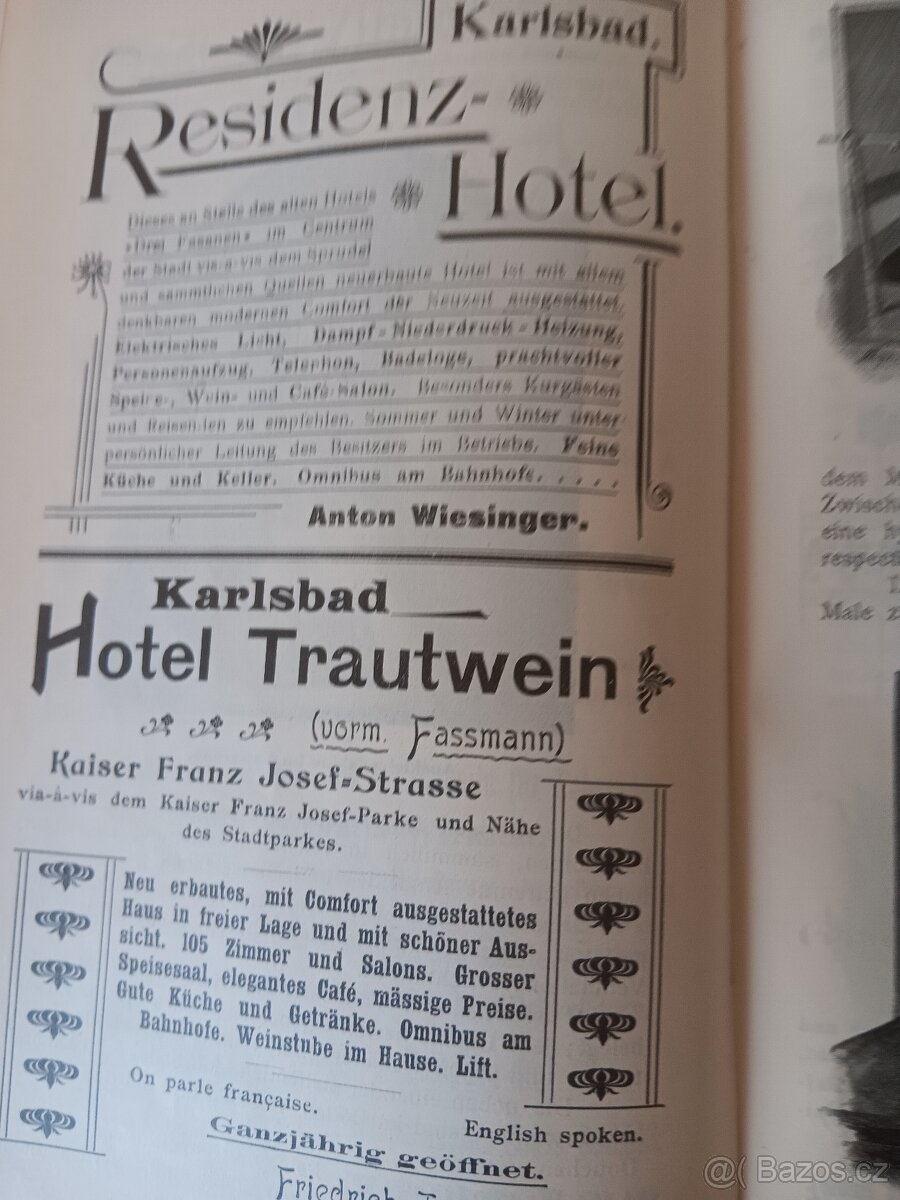 Karlsbad,
Residenz-
Hotel.
Dieses an Stelle des alten Hotels
»Drei Fasanen« im Centrum
der Stadt vis-à-vis dem Sprudel
und sämmtlichen Quellen neuerbaute Hotel ist mit allem
denkbaren modernen Comfort der Neuzeit ausgestattet.
Elektrisches Licht, Dampf-Niederdruck-Heizung,
Personenaufzug, Telephon, Badeloge, prachtvoller
Speise-, Wein- und Café-Salon. Besonders Kurgästen
und Reisenden zu empfehlen. Sommer und Winter unter
persönlicher Leitung des Besitzers im Betriebe. Feine
Küche und Keller. Omnibus am Bahnhofe. . . . .
Anton Wiesinger.
Karlsbad
Hotel Trautwein
(vorm. Fassmann)
Kaiser Franz Josef-Strasse
via-à-vis dem Kaiser Franz Josef-Parke und Nähe
des Stadtparkes.
Neu erbautes, mit Comfort ausgestattetes
Haus in freier Lage und mit schöner Aus-
sicht. 105 Zimmer und Salons. Grosser
Speisesaal, elegantes Café, mässige Preise.
Gute Küche und Getränke. Omnibus am
Bahnhofe. Weinstube im Hause. Lift.
On parle française.
English spoken.
Ganzjährig geöffnet.
Friedrich
dem
Zwische
eine
respecti
Male z
@( Bazos.cz